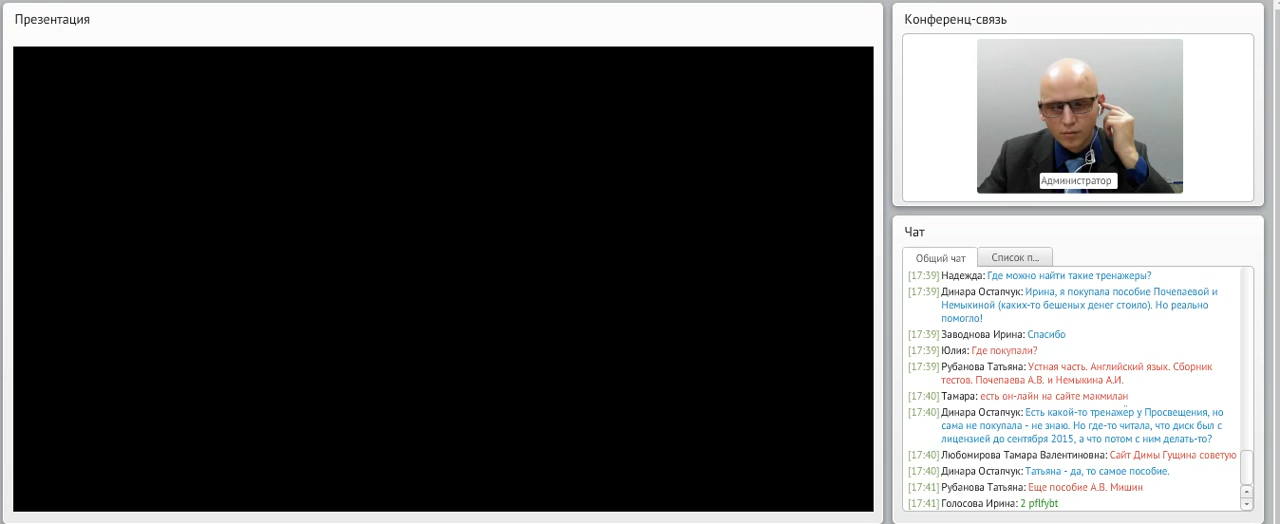 Презентация
Конференц-связь
Администратор
Чат
Общий чат
Список п...
[17:39] Надежда: Где можно найти такие тренажеры?
[17:39] Динара Остапчук: Ирина, я покупала пособие Почепаевой и
Немыкиной (каких-то бешеных денег стоило). Но реально
помогло!
[17:39] Заводнова Ирина: Спасибо
[17:39] Юлия: Где покупали?
[17:39] Рубанова Татьяна: Устная часть. Английский язык. Сборник
тестов. Почепаева А.В. и Немыкина А.И.
[17:40] Тамара: есть он-лайн на сайте макмилан
[17:40] Динара Остапчук: Есть какой-то тренажер у Просвещения, но
сама не покупала - не знаю. Но где-то читала, что диск был с
лицензией до сентября 2015, а что потом с ним делать-то?
[17:40] Любомирова Тамара Валентиновна: Сайт Димы Гущина советую
[17:40] Динара Остапчук: Татьяна - да, то самое пособие.
[17:41] Рубанова Татьяна: Еще пособие А.В. Мишин
[17:41] Голосова Ирина: 2 pflfybt